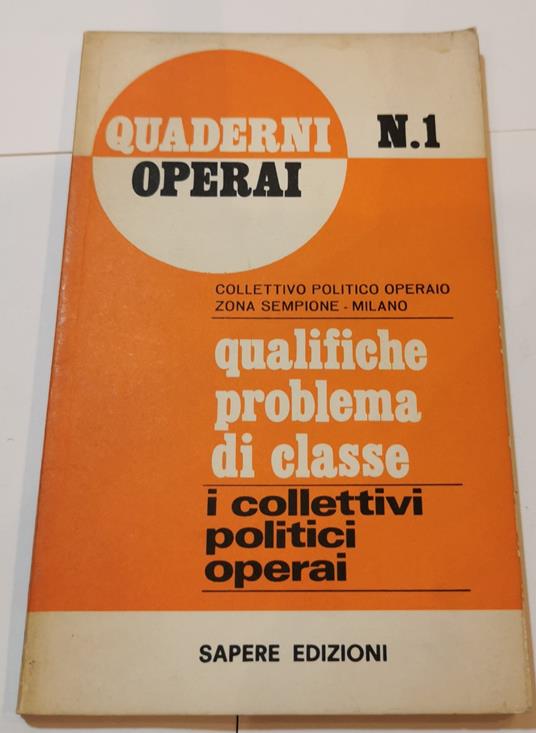 QUADERNI N.1
OPERAI
COLLETTIVO POLITICO OPERAIO
ZONA SEMPIONE - MILANO
qualifiche
problema
di classe
i collettivi
politici
operai
SAPERE EDIZIONI